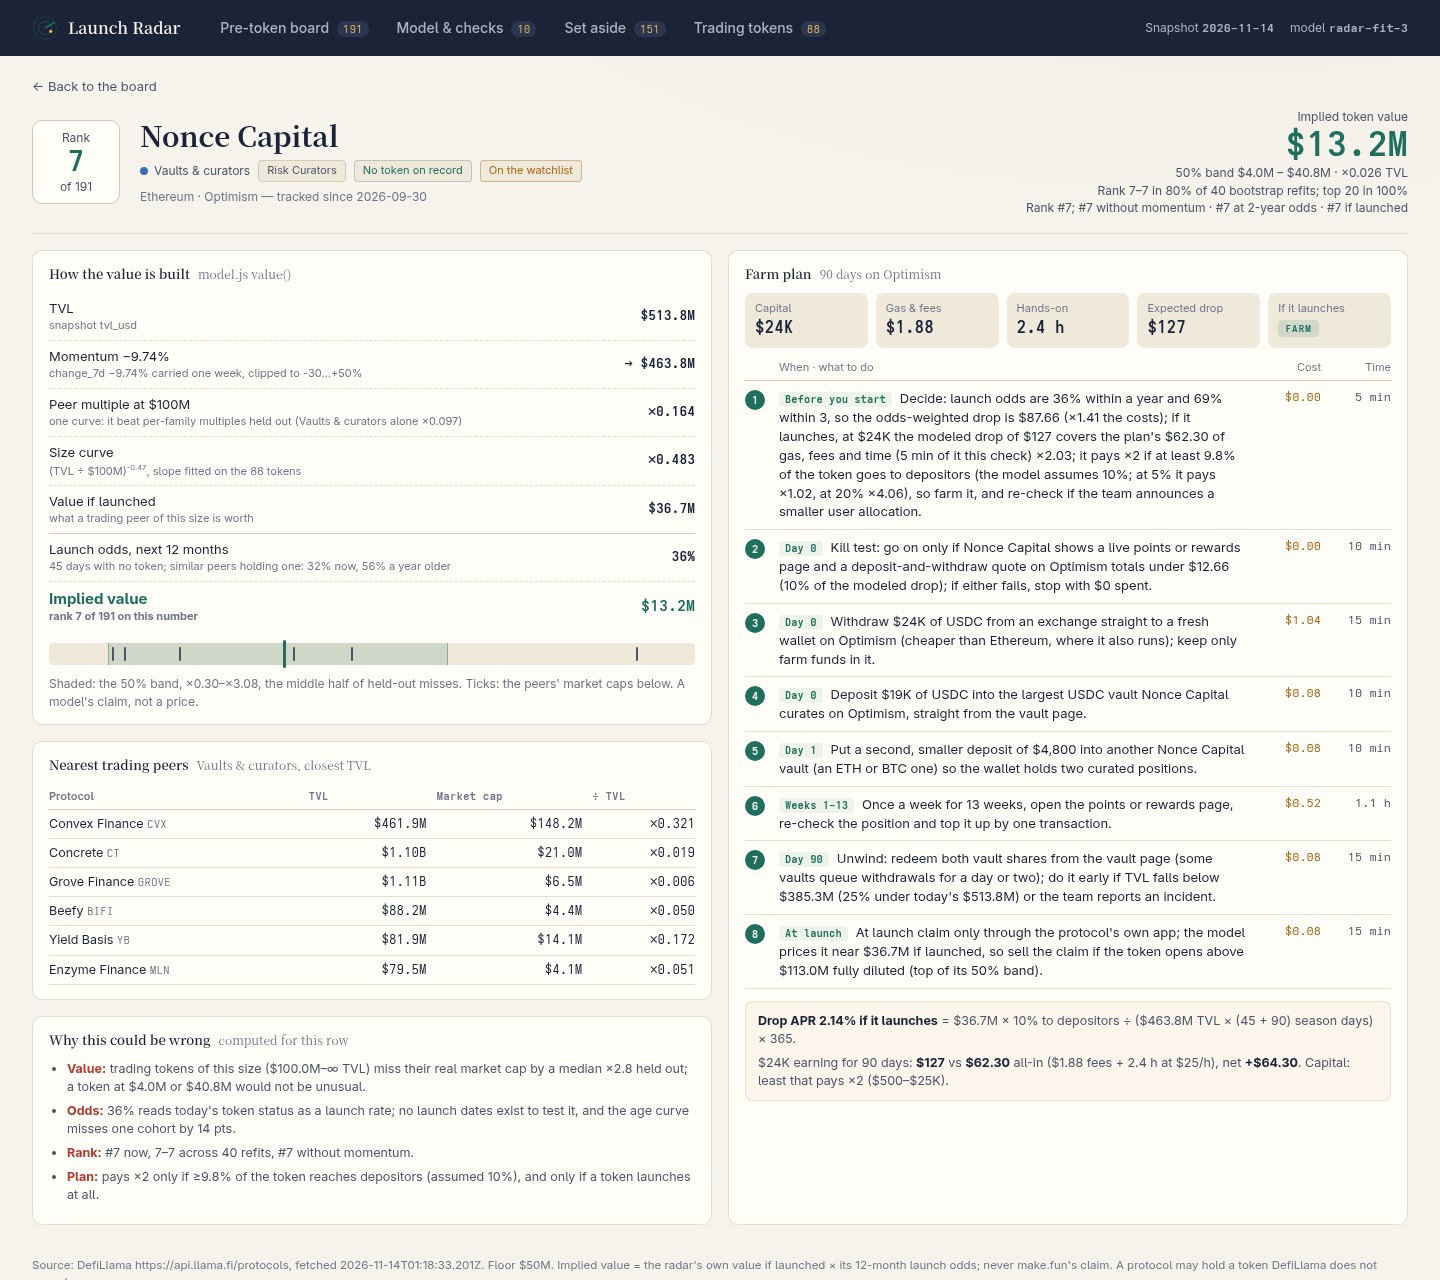 Launch Radar
Pre-token board 191
Model & checks 10
Set aside 151
Trading tokens 88
Snapshot 2026-11-14 model radar-fit-3
← Back to the board
Rank
7
of 191
Nonce Capital
Vaults & curators Risk Curators No token on record On the watchlist
Ethereum · Optimism — tracked since 2026-09-30
Implied token value
$13.2M
50% band $4.0M – $40.8M · ×0.026 TVL
Rank 7–7 in 80% of 40 bootstrap refits; top 20 in 100%
Rank #7; #7 without momentum · #7 at 2-year odds · #7 if launched
How the value is built model.js value()
TVL
snapshot tvl_usd
$513.8M
Momentum −9.74%
change_7d −9.74% carried one week, clipped to -30…+50%
→ $463.8M
Peer multiple at $100M
one curve: it beat per-family multiples held out (Vaults & curators alone ×0.097)
×0.164
Size curve
(TVL ÷ $100M)^-0.47, slope fitted on the 88 tokens
×0.483
Value if launched
what a trading peer of this size is worth
$36.7M
Launch odds, next 12 months
45 days with no token; similar peers holding one: 32% now, 56% a year older
36%
Implied value
rank 7 of 191 on this number
$13.2M
Shaded: the 50% band, ×0.30–×3.08, the middle half of held-out misses. Ticks: the peers' market caps below. A
model's claim, not a price.
Nearest trading peers Vaults & curators, closest TVL
Protocol TVL Market cap ÷ TVL
Convex Finance CVX $461.9M $148.2M ×0.321
Concrete CT $1.10B $21.0M ×0.019
Grove Finance GROVE $1.11B $6.5M ×0.006
Beefy BIFI $88.2M $4.4M ×0.050
Yield Basis YB $81.9M $14.1M ×0.172
Enzyme Finance MLN $79.5M $4.1M ×0.051
Why this could be wrong computed for this row
• Value: trading tokens of this size ($100.0M–∞ TVL) miss their real market cap by a median ×2.8 held out;
a token at $4.0M or $40.8M would not be unusual.
• Odds: 36% reads today's token status as a launch rate; no launch dates exist to test it, and the age curve
misses one cohort by 14 pts.
• Rank: #7 now, 7–7 across 40 refits, #7 without momentum.
• Plan: pays ×2 only if ≥9.8% of the token reaches depositors (assumed 10%), and only if a token launches
at all.
Farm plan 90 days on Optimism
Capital
$24K
Gas & fees
$1.88
Hands-on
2.4 h
Expected drop
$127
If it launches
FARM
When · what to do Cost Time
1 Before you start Decide: launch odds are 36% within a year and 69% $0.00 5 min
within 3, so the odds-weighted drop is $87.66 (×1.41 the costs); if it
launches, at $24K the modeled drop of $127 covers the plan's $62.30 of
gas, fees and time (5 min of it this check) ×2.03; it pays ×2 if at least 9.8%
of the token goes to depositors (the model assumes 10%; at 5% it pays
×1.02, at 20% ×4.06), so farm it, and re-check if the team announces a
smaller user allocation.
2 Day 0 Kill test: go on only if Nonce Capital shows a live points or rewards $0.00 10 min
page and a deposit-and-withdraw quote on Optimism totals under $12.66
(10% of the modeled drop); if either fails, stop with $0 spent.
3 Day 0 Withdraw $24K of USDC from an exchange straight to a fresh $1.04 15 min
wallet on Optimism (cheaper than Ethereum, where it also runs); keep only
farm funds in it.
4 Day 0 Deposit $19K of USDC into the largest USDC vault Nonce Capital $0.08 10 min
curates on Optimism, straight from the vault page.
5 Day 1 Put a second, smaller deposit of $4,800 into another Nonce Capital $0.08 10 min
vault (an ETH or BTC one) so the wallet holds two curated positions.
6 Weeks 1–13 Once a week for 13 weeks, open the points or rewards page, $0.52 1.1 h
re-check the position and top it up by one transaction.
7 Day 90 Unwind: redeem both vault shares from the vault page (some $0.08 15 min
vaults queue withdrawals for a day or two); do it early if TVL falls below
$385.3M (25% under today's $513.8M) or the team reports an incident.
8 At launch At launch claim only through the protocol's own app; the model $0.08 15 min
prices it near $36.7M if launched, so sell the claim if the token opens above
$113.0M fully diluted (top of its 50% band).
Drop APR 2.14% if it launches = $36.7M × 10% to depositors ÷ ($463.8M TVL × (45 + 90) season days)
× 365.
$24K earning for 90 days: $127 vs $62.30 all-in ($1.88 fees + 2.4 h at $25/h), net +$64.30. Capital:
least that pays ×2 ($500–$25K).
Source: DefiLlama https://api.llama.fi/protocols, fetched 2026-11-14T01:18:33.201Z. Floor $50M. Implied value = the radar's own value if launched × its 12-month launch odds; never make.fun's claim. A protocol may hold a token DefiLlama does not